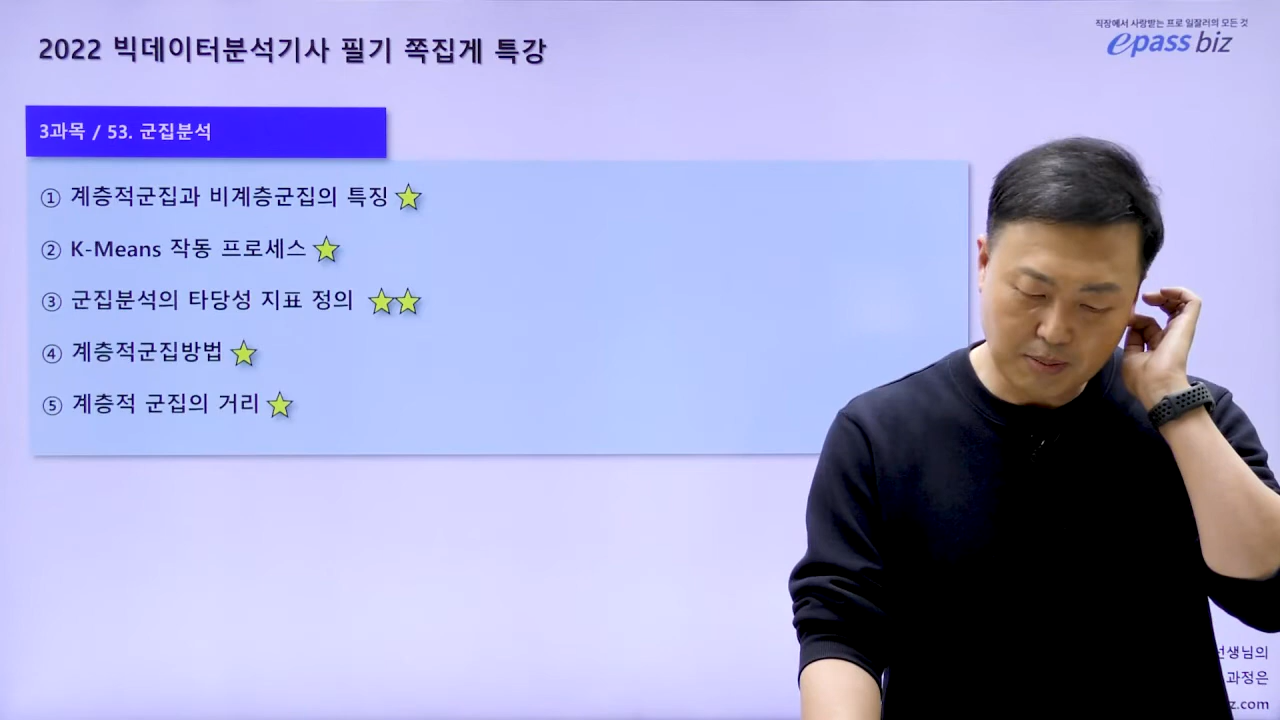 2022 빅데이터분석기사 필기 쪽집게 특강
직장에서 사랑받는 프로 일잘러의 모든 것
epass biz
3과목 / 53. 군집분석
① 계층적군집과 비계층군집의 특징
② K-Means 작동 프로세스
③ 군집분석의 타당성 지표 정의
④ 계층적군집방법
⑤ 계층적 군집의 거리
선생님의
과정은
z.com